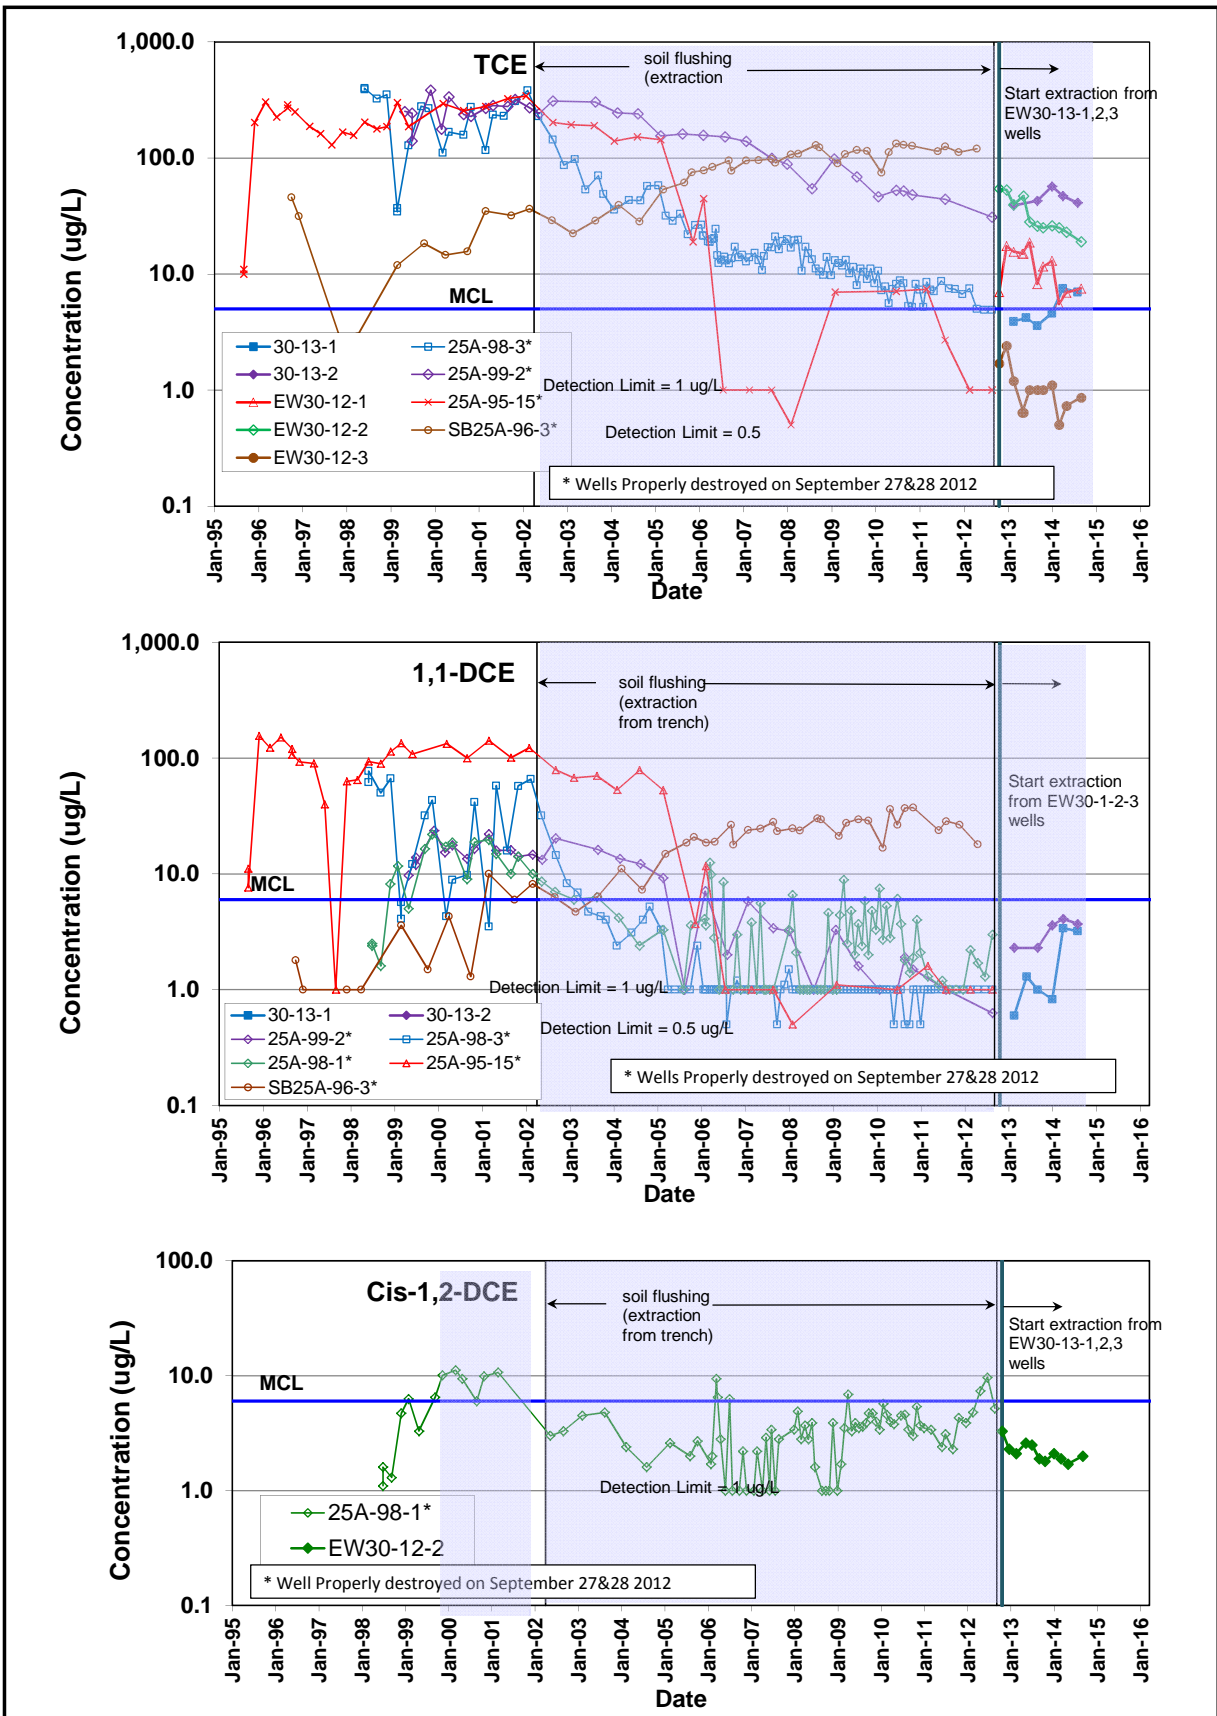 TCE
soil flushing
(extraction
Start extraction from
EW30-13-1,2,3
wells
1,000.0
100.0
10.0
1.0
0.1
Concentration (ug/L)
MCL
30-13-1
25A-98-3*
30-13-2
25A-99-2*
EW30-12-1
25A-95-15*
EW30-12-2
SB25A-96-3*
EW30-12-3
Detection Limit = 1 ug/L
Detection Limit = 0.5
* Wells Properly destroyed on September 27&28 2012
Jan-95 Jan-96 Jan-97 Jan-98 Jan-99 Jan-00 Jan-01 Jan-02 Jan-03 Jan-04 Jan-05 Jan-06 Jan-07 Jan-08 Jan-09 Jan-10 Jan-11 Jan-12 Jan-13 Jan-14 Jan-15 Jan-16
Date
1,1-DCE
soil flushing
(extraction
from trench)
Start extraction
from EW30-1-2-3
wells
1,000.0
100.0
10.0
1.0
0.1
Concentration (ug/L)
MCL
Detection Limit = 1 ug/L
Detection Limit = 0.5 ug/L
30-13-1
30-13-2
25A-99-2*
25A-98-3*
25A-98-1*
25A-95-15*
SB25A-96-3*
* Wells Properly destroyed on September 27&28 2012
Jan-95 Jan-96 Jan-97 Jan-98 Jan-99 Jan-00 Jan-01 Jan-02 Jan-03 Jan-04 Jan-05 Jan-06 Jan-07 Jan-08 Jan-09 Jan-10 Jan-11 Jan-12 Jan-13 Jan-14 Jan-15 Jan-16
Date
Cis-1,2-DCE
soil flushing
(extraction
from trench)
Start extraction from
EW30-13-1,2,3
wells
100.0
10.0
1.0
0.1
Concentration (ug/L)
MCL
Detection Limit = 1 ug/L
25A-98-1*
EW30-12-2
* Well Properly destroyed on September 27&28 2012
Jan-95 Jan-96 Jan-97 Jan-98 Jan-99 Jan-00 Jan-01 Jan-02 Jan-03 Jan-04 Jan-05 Jan-06 Jan-07 Jan-08 Jan-09 Jan-10 Jan-11 Jan-12 Jan-13 Jan-14 Jan-15 Jan-16
Date